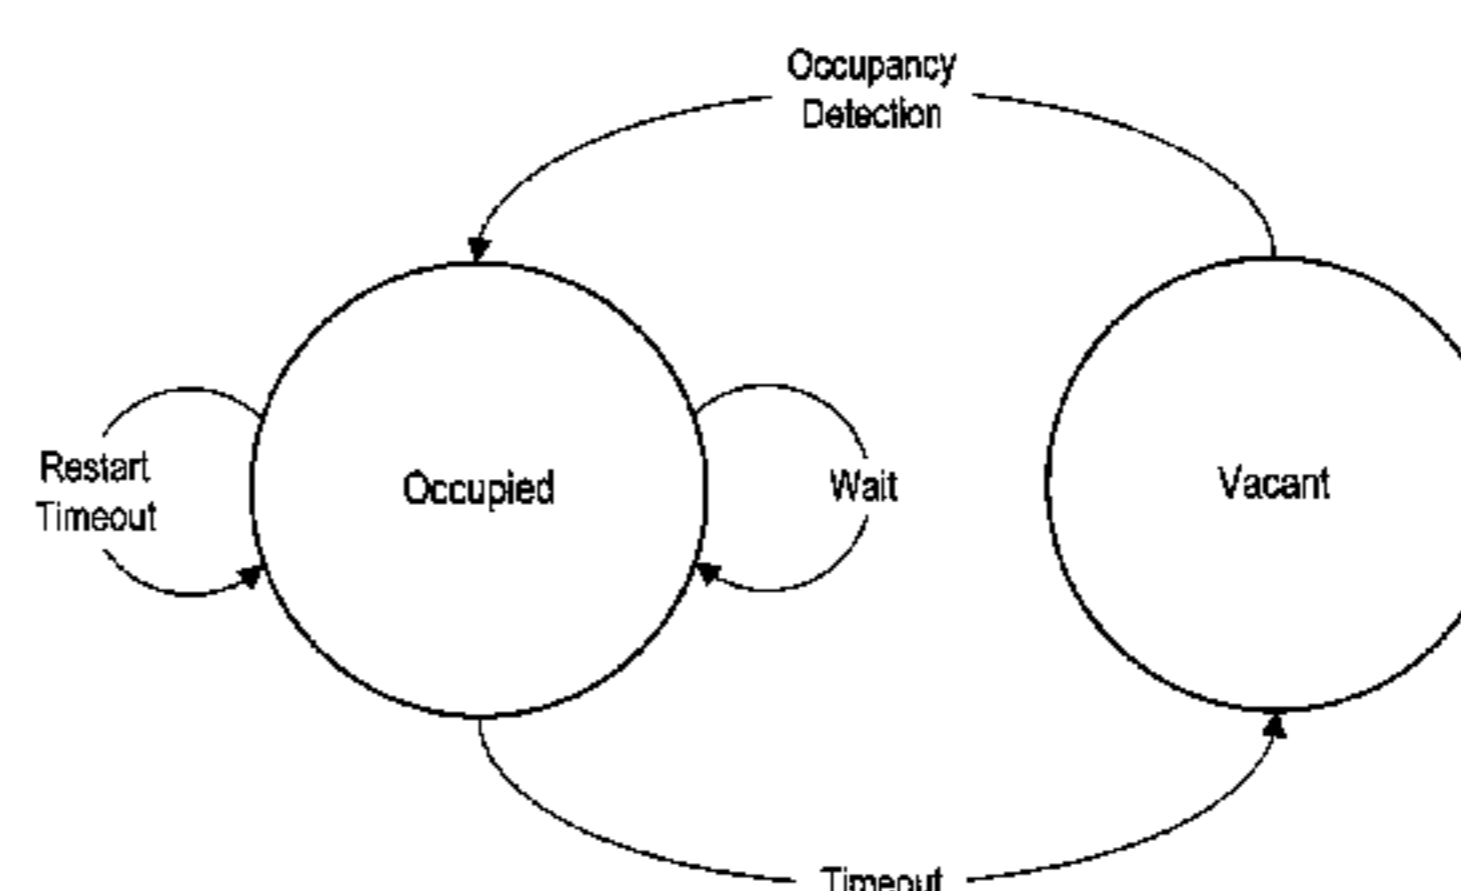 Occupancy
Detection
Restart
Timeout
Occupied
Wait
Vacant
Timeout